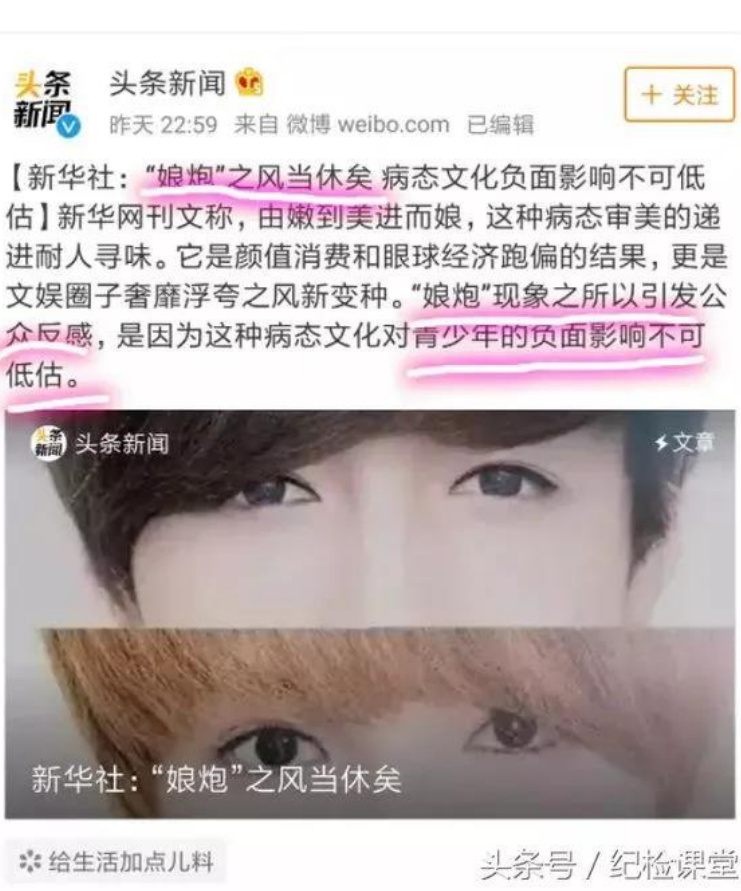 头条
新闻
头条新闻
昨天 22:59 来自 微博 weibo.com 已编辑
+ 关注
【新华社：“娘炮”之风当休矣 病态文化负面影响不可低
估】新华网刊文称，由嫩到美进而娘，这种病态审美的递
进耐人寻味。它是颜值消费和眼球经济跑偏的结果，更是
文娱圈子奢靡浮夸之风新变种。“娘炮”现象之所以引发公
众反感，是因为这种病态文化对青少年的负面影响不可
低估。
头条
新闻
头条新闻
文章
新华社：“娘炮”之风当休矣
给生活加点儿料
头条号 / 纪检课堂